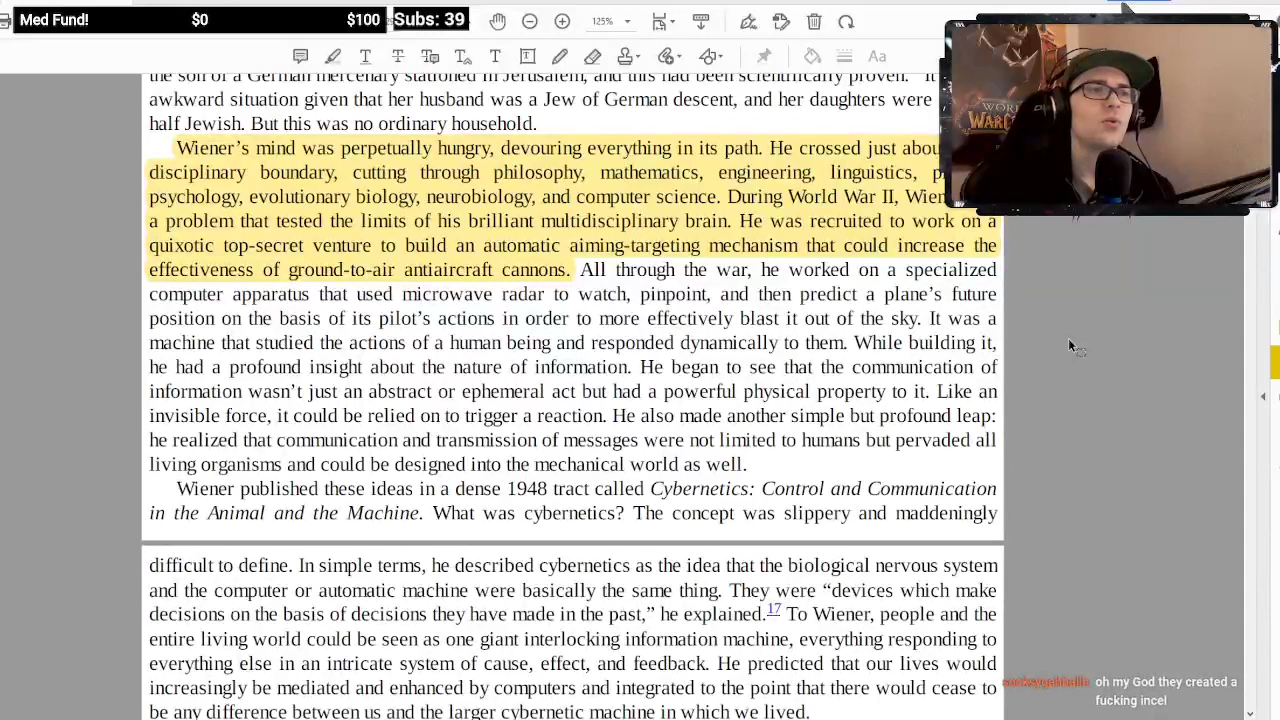 Med Fund! $0 $100 Subs: 39
125%
the son of a German mercenary stationed in Jerusalem, and this had been scientifically proven. It
awkward situation given that her husband was a Jew of German descent, and her daughters were
half Jewish. But this was no ordinary household.
Wiener’s mind was perpetually hungry, devouring everything in its path. He crossed just
disciplinary boundary, cutting through philosophy, mathematics, engineering, linguistics,
psychology, evolutionary biology, neurobiology, and computer science. During World War II,
a problem that tested the limits of his brilliant multidisciplinary brain. He was recruited to work on a
quixotic top-secret venture to build an automatic aiming-targeting mechanism that could increase the
effectiveness of ground-to-air antiaircraft cannons. All through the war, he worked on a specialized
computer apparatus that used microwave radar to watch, pinpoint, and then predict a plane’s future
position on the basis of its pilot’s actions in order to more effectively blast it out of the sky. It was a
machine that studied the actions of a human being and responded dynamically to them. While building it,
he had a profound insight about the nature of information. He began to see that the communication of
information wasn’t just an abstract or ephemeral act but had a powerful physical property to it. Like an
invisible force, it could be relied on to trigger a reaction. He also made another simple but profound leap:
he realized that communication and transmission of messages were not limited to humans but pervaded all
living organisms and could be designed into the mechanical world as well.
Wiener published these ideas in a dense 1948 tract called Cybernetics: Control and Communication
in the Animal and the Machine. What was cybernetics? The concept was slippery and maddeningly
difficult to define. In simple terms, he described cybernetics as the idea that the biological nervous system
and the computer or automatic machine were basically the same thing. They were “devices which make
decisions on the basis of decisions they have made in the past,” he explained.17 To Wiener, people and the
entire living world could be seen as one giant interlocking information machine, everything responding to
everything else in an intricate system of cause, effect, and feedback. He predicted that our lives would
increasingly be mediated and enhanced by computers and integrated to the point that there would cease to
be any difference between us and the larger cybernetic machine in which we lived.
oh my God they created a
fucking incel